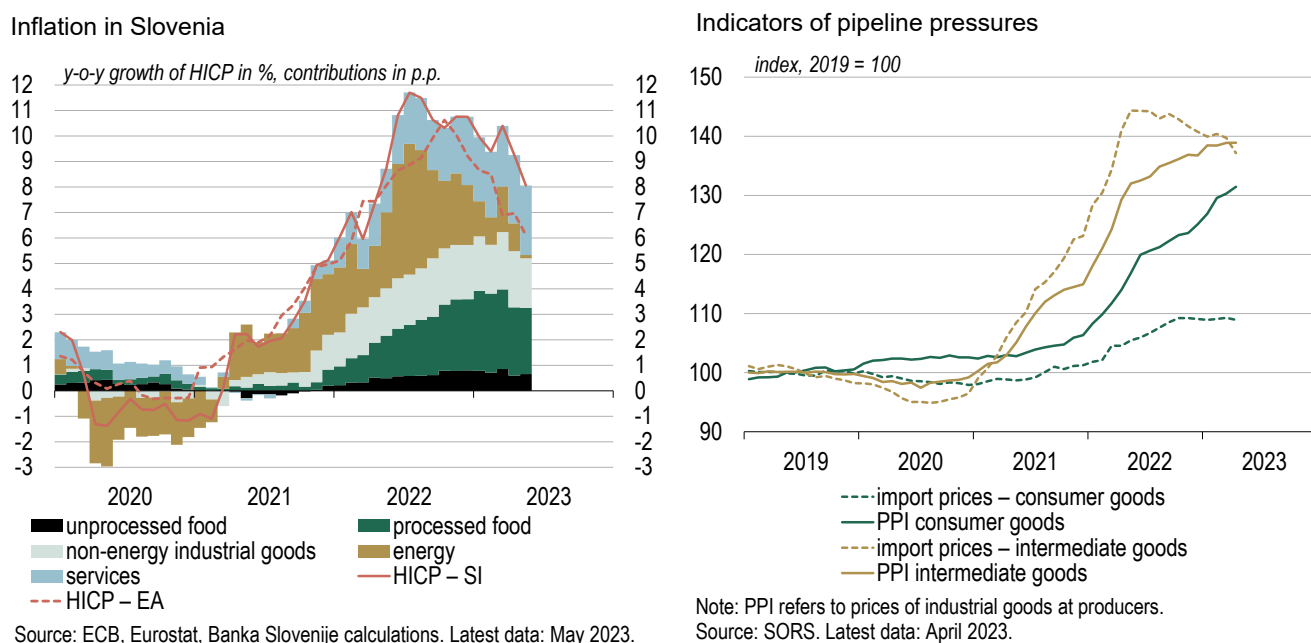 Inflation in Slovenia
y-o-y growth of HICP in %, contributions in p.p.
12 12
11 11
10 10
9 9
8 8
7 7
6 6
5 5
4 4
3 3
2 2
1 1
0 0
-1 -1
-2 -2
-3 -3
2020 2021 2022 2023
unprocessed food processed food
non-energy industrial goods energy
services HICP – SI
HICP – EA
Source: ECB, Eurostat, Banka Slovenije calculations. Latest data: May 2023.
Indicators of pipeline pressures
index, 2019 = 100
150
140
130
120
110
100
90
2019 2020 2021 2022 2023
import prices – consumer goods
PPI consumer goods
import prices – intermediate goods
PPI intermediate goods
Note: PPI refers to prices of industrial goods at producers.
Source: SORS. Latest data: April 2023.